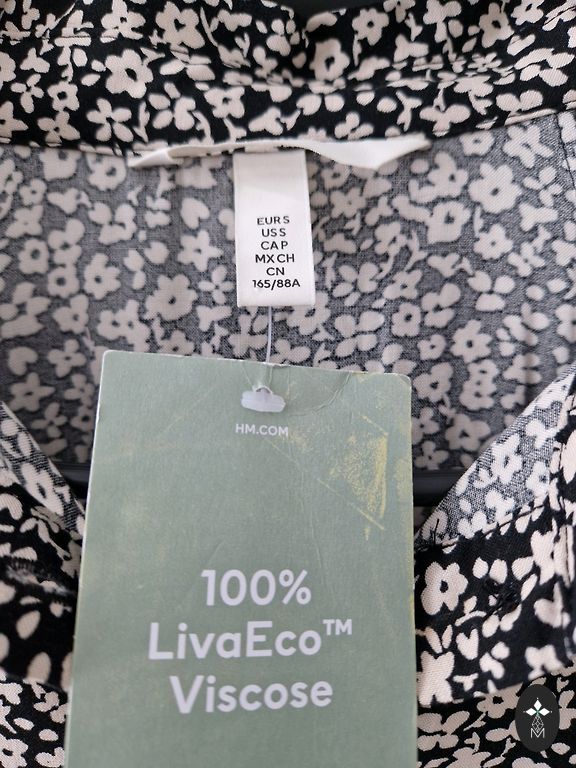 EUR S
US S
CA P
MX CH
CN
165/88A
HM.COM
100%
LivaEco™
Viscose
M